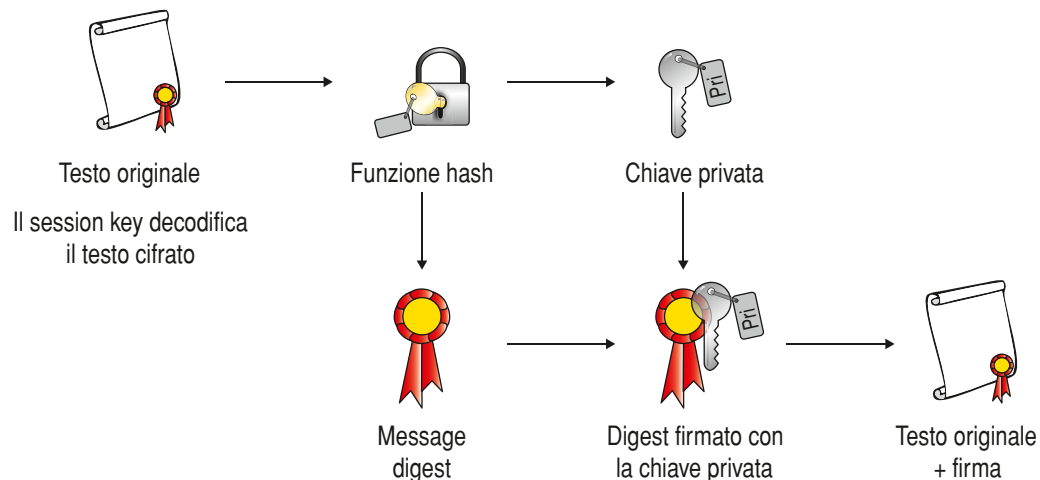 Pri
Testo originale
Funzione hash
Chiave privata
Il session key decodifica
il testo cifrato
Pri
Message
digest
Digest firmato con
la chiave privata
Testo originale
+ firma